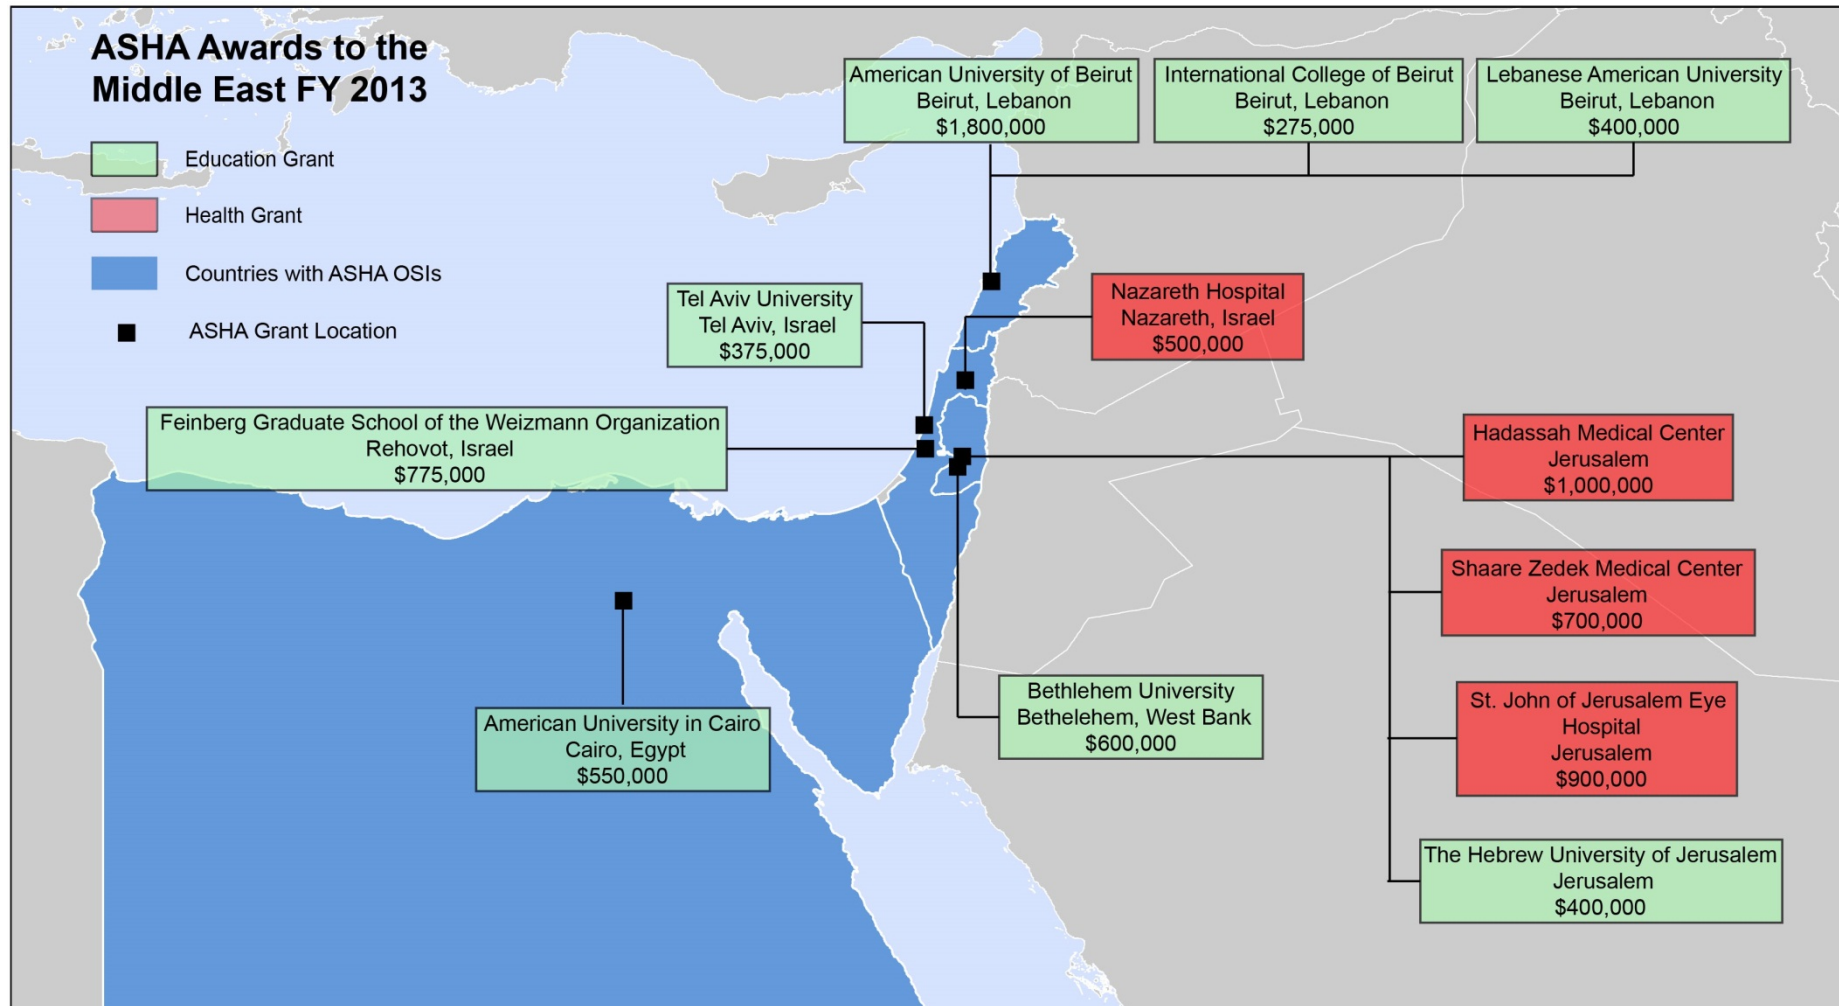 ASHA Awards to the
Middle East FY 2013
Education Grant
Health Grant
Countries with ASHA OSIs
ASHA Grant Location
American University of Beirut
Beirut, Lebanon
$1,800,000
International College of Beirut
Beirut, Lebanon
$275,000
Lebanese American University
Beirut, Lebanon
$400,000
Tel Aviv University
Tel Aviv, Israel
$375,000
Nazareth Hospital
Nazareth, Israel
$500,000
Feinberg Graduate School of the Weizmann Organization
Rehovot, Israel
$775,000
Hadassah Medical Center
Jerusalem
$1,000,000
Shaare Zedek Medical Center
Jerusalem
$700,000
Bethlehem University
Bethelehem, West Bank
$600,000
St. John of Jerusalem Eye
Hospital
Jerusalem
$900,000
American University in Cairo
Cairo, Egypt
$550,000
The Hebrew University of Jerusalem
Jerusalem
$400,000